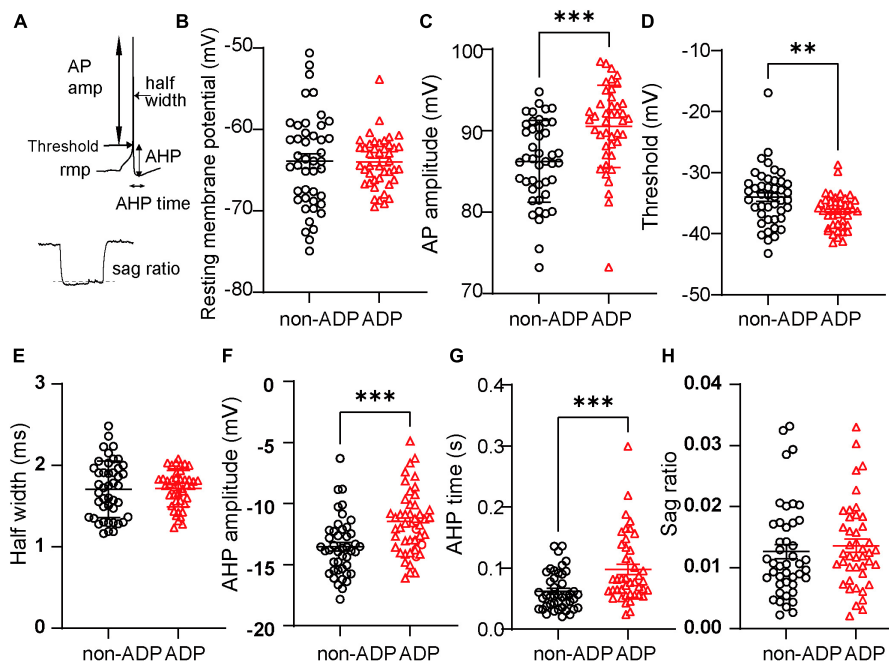 A
AP
amp
half
width
Threshold
rmp
AHP
AHP time
sag ratio
B
Resting membrane potential (mV)
-50
-60
-70
-80
non-ADP ADP
C
***
AP amplitude (mV)
100
90
80
70
non-ADP ADP
D
**
Threshold (mV)
-10
-20
-30
-40
-50
non-ADP ADP
E
Half width (ms)
3
2
1
0
non-ADP ADP
F
***
AHP amplitude (mV)
0
-5
-10
-15
-20
non-ADP ADP
G
***
AHP time (s)
0.4
0.3
0.2
0.1
0.0
non-ADP ADP
H
Sag ratio
0.04
0.03
0.02
0.01
0.00
non-ADP ADP